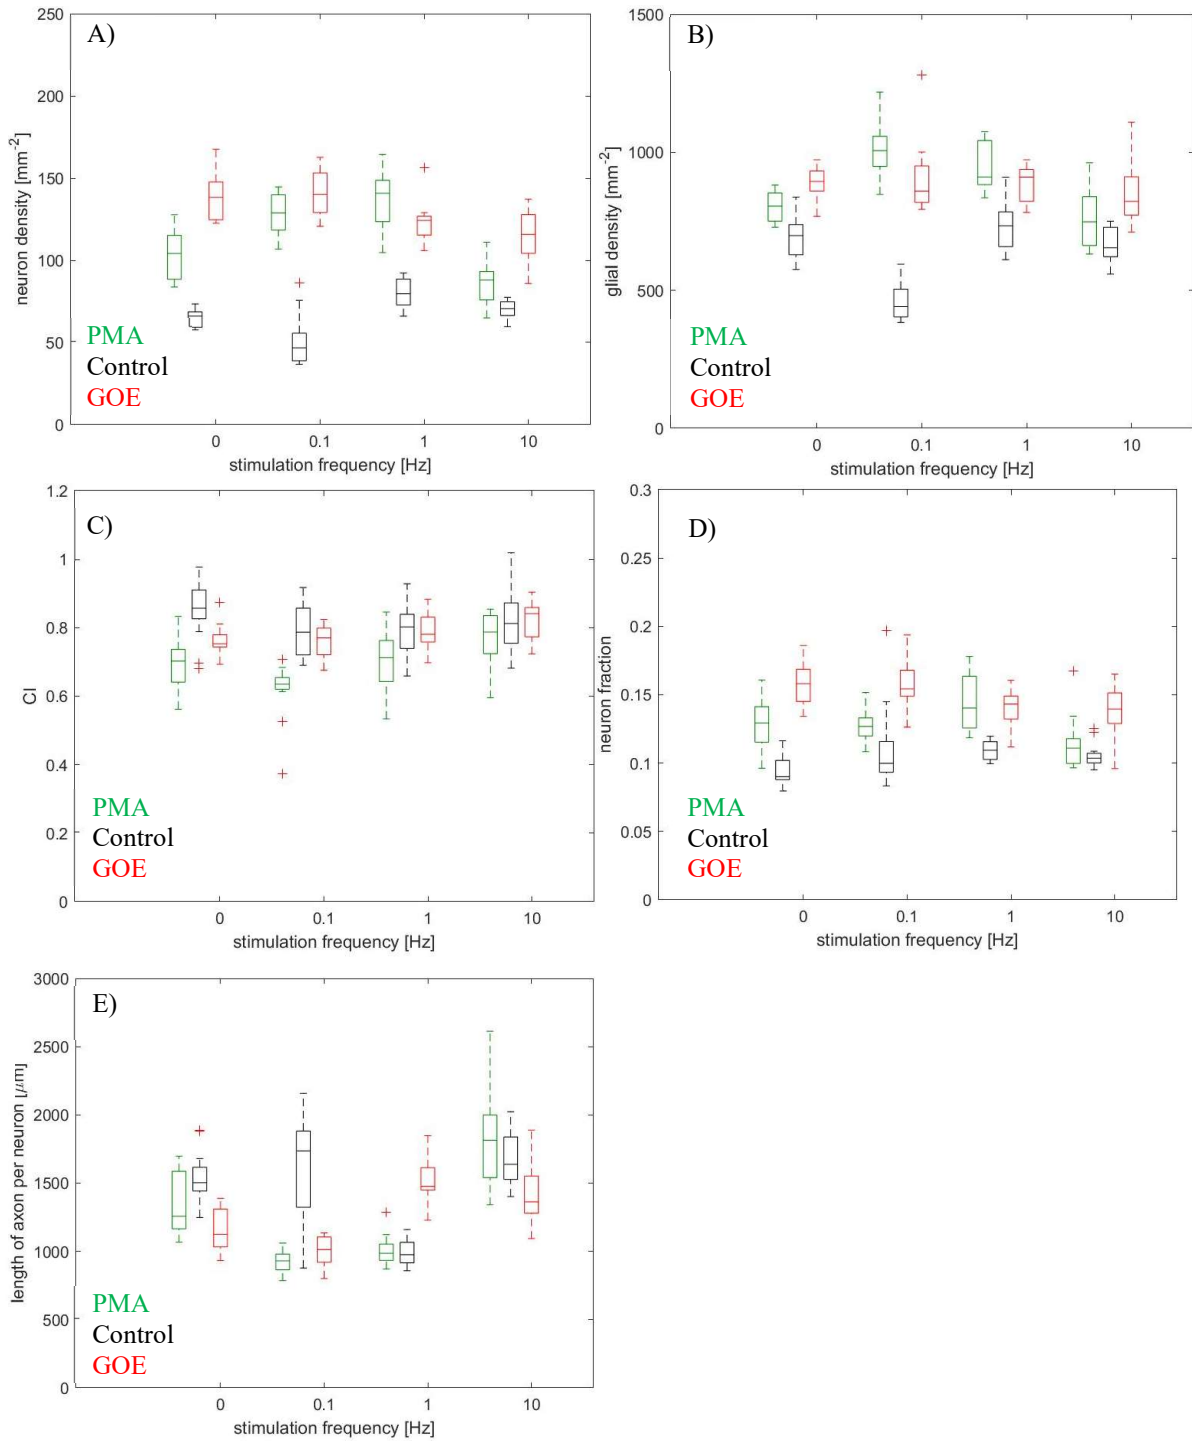 A)
250
200
150
100
50
0
neuron density [mm-2]
PMA
Control
GOE
0 0.1 1 10
stimulation frequency [Hz]
B)
1500
1000
500
0
glial density [mm-2]
PMA
Control
GOE
0 0.1 1 10
stimulation frequency [Hz]
C)
1.2
1
0.8
0.6
0.4
0.2
0
CI
PMA
Control
GOE
0 0.1 1 10
stimulation frequency [Hz]
D)
0.3
0.25
0.2
0.15
0.1
0.05
0
neuron fraction
PMA
Control
GOE
0 0.1 1 10
stimulation frequency [Hz]
E)
3000
2500
2000
1500
1000
500
0
length of axon per neuron [μm]
PMA
Control
GOE
0 0.1 1 10
stimulation frequency [Hz]